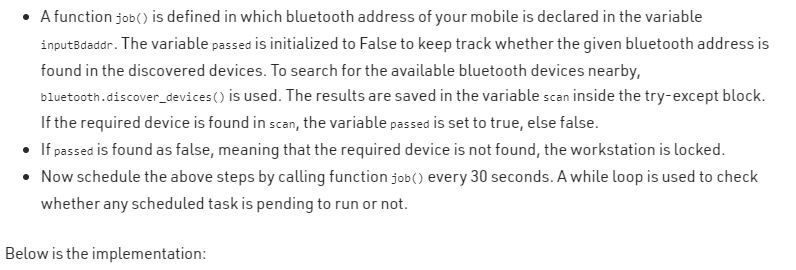 • A function job() is defined in which bluetooth address of your mobile is declared in the variable
inputBdaddr. The variable passed is initialized to False to keep track whether the given bluetooth address is
found in the discovered devices. To search for the available bluetooth devices nearby,
bluetooth.discover_devices() is used. The results are saved in the variable scan inside the try-except block.
If the required device is found in scan, the variable passed is set to true, else false.
• If passed is found as false, meaning that the required device is not found, the workstation is locked.
• Now schedule the above steps by calling function job() every 30 seconds. A while loop is used to check
whether any scheduled task is pending to run or not.
Below is the implementation: